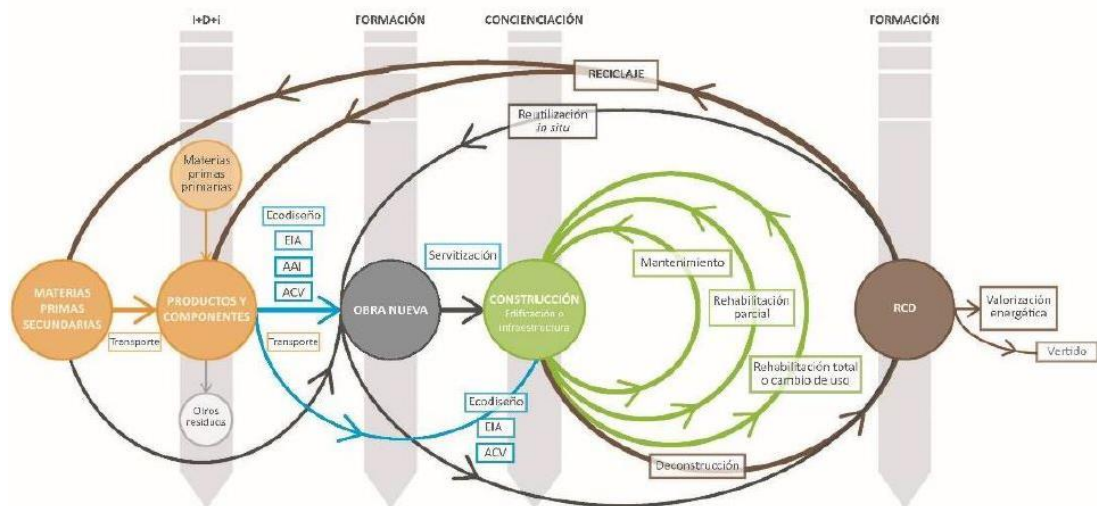 I+D+i
FORMACIÓN
CONCIENCIACIÓN
FORMACIÓN
RECICLAJE
Reutilización
in situ
Materias
primas
primarias
Ecodiseño
EIA
AAI
ACV
Servitización
Mantenimiento
MATERIAS
PRIMAS
SECUNDARIAS
Transporte
PRODUCTOS Y
COMPONENTES
Transporte
OBRA NUEVA
CONSTRUCCIÓN
Edificación o
infraestructura
Rehabilitación
parcial
RCD
Valorización
energética
Vertido
Rehabilitación total
o cambio de uso
Otros
residuos
Ecodiseño
EIA
ACV
Deconstrucción